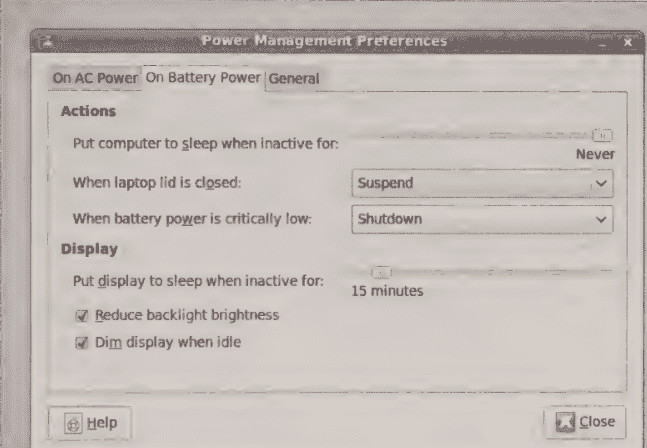 Power Management Preferences
On AC Power On Battery Power General
Actions
Put computer to sleep when inactive for:
Never
When laptop lid is closed: Suspend
When battery power is critically low: Shutdown
Display
Put display to sleep when inactive for:
15 minutes
Reduce backlight brightness
Dim display when idle
Help Close